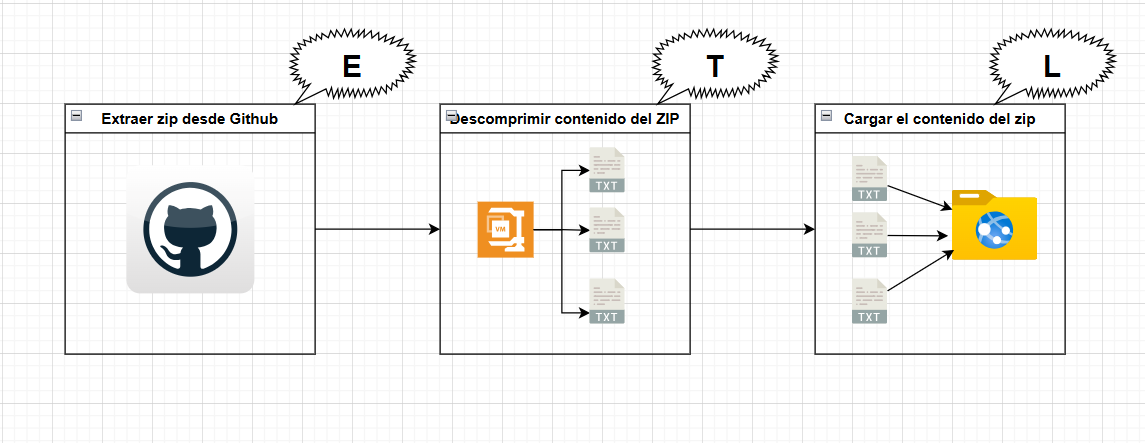 E
T
L
Extraer zip desde Github
Descomprimir contenido del ZIP
Cargar el contenido del zip
TXT
TXT
TXT
VM
TXT
TXT
TXT